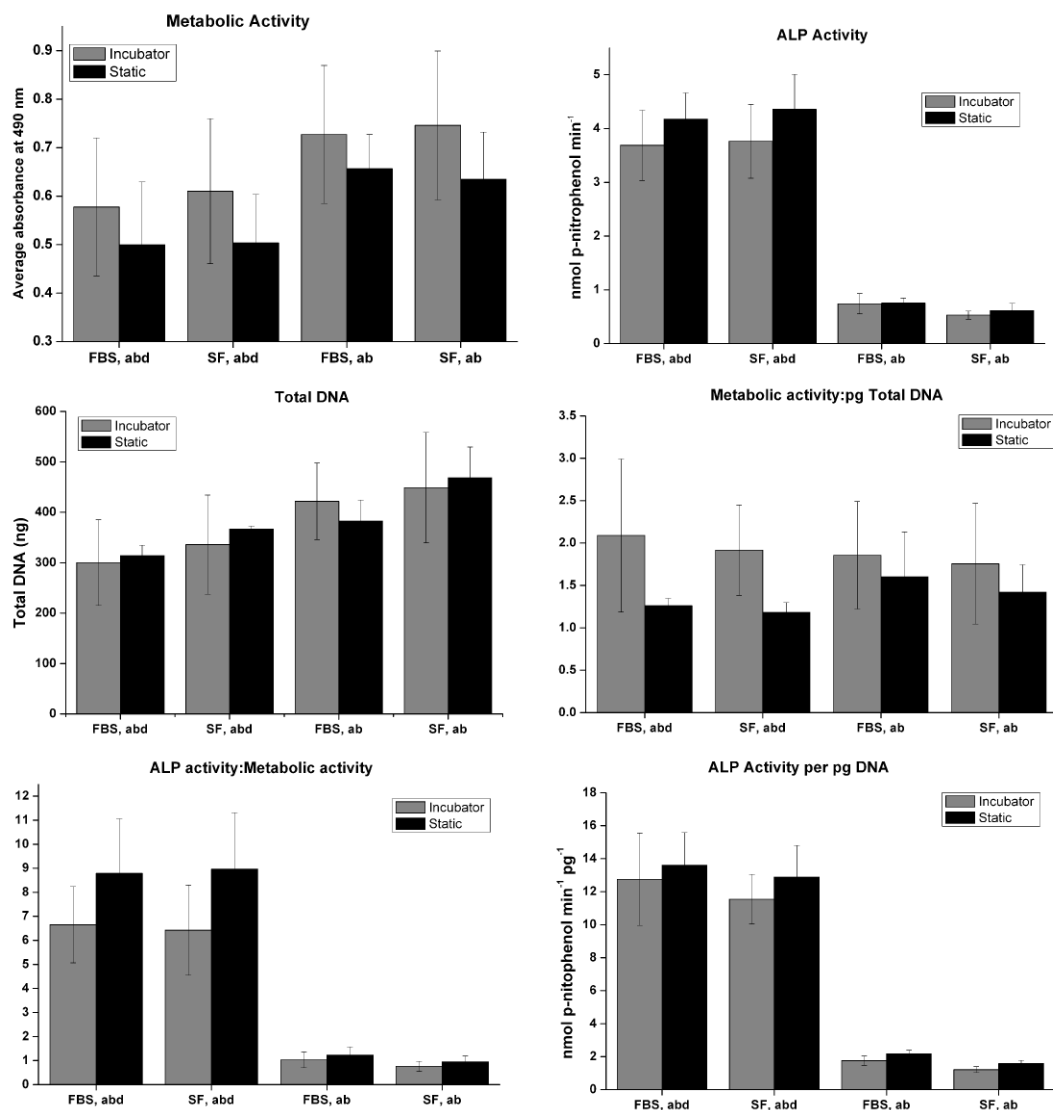 Metabolic Activity
Incubator
Static
Average absorbance at 490 nm
0.9
0.8
0.7
0.6
0.5
0.4
0.3
FBS, abd SF, abd FBS, ab SF, ab
ALP Activity
Incubator
Static
nmol p-nitrophenol min-1
5
4
3
2
1
0
FBS, abd SF, abd FBS, ab SF, ab
Total DNA
Incubator
Static
Total DNA (ng)
600
500
400
300
200
100
0
FBS, abd SF, abd FBS, ab SF, ab
Metabolic activity:pg Total DNA
Incubator
Static
3.5
3.0
2.5
2.0
1.5
1.0
0.5
0.0
FBS, abd SF, abd FBS, ab SF, ab
ALP activity:Metabolic activity
Incubator
Static
12
11
10
9
8
7
6
5
4
3
2
1
0
FBS, abd SF, abd FBS, ab SF, ab
ALP Activity per pg DNA
Incubator
Static
nmol p-nitophenol min-1 pg-1
18
16
14
12
10
8
6
4
2
0
FBS, abd SF, abd FBS, ab SF, ab